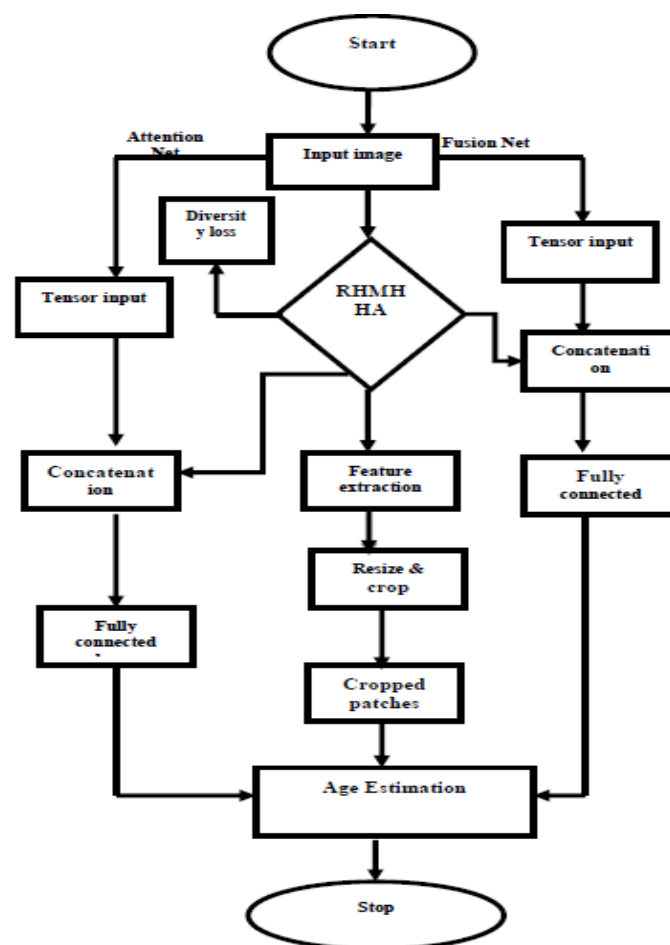 Start
Attention
Net
Input image
Fusion Net
Diversit
y loss
Tensor input
Tensor input
RHMH
HA
Concatenati
on
Concatenat
ion
Feature
extraction
Fully
connected
Resize &
crop
Fully
connected
Cropped
patches
Age Estimation
Stop